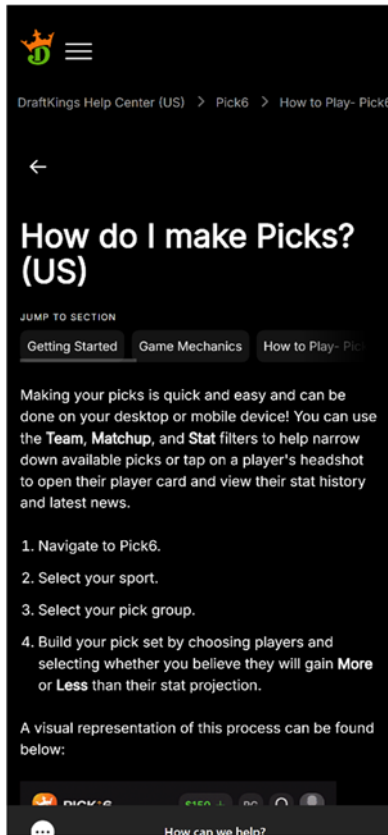 DraftKings Help Center (US) > Pick6 > How to Play- Pick6
How do I make Picks?
(US)
JUMP TO SECTION
Getting Started Game Mechanics How to Play- Pic
Making your picks is quick and easy and can be
done on your desktop or mobile device! You can use
the Team, Matchup, and Stat filters to help narrow
down available picks or tap on a player's headshot
to open their player card and view their stat history
and latest news.
1. Navigate to Pick6.
2. Select your sport.
3. Select your pick group.
4. Build your pick set by choosing players and
selecting whether you believe they will gain More
or Less than their stat projection.
A visual representation of this process can be found
below:
How can we help?